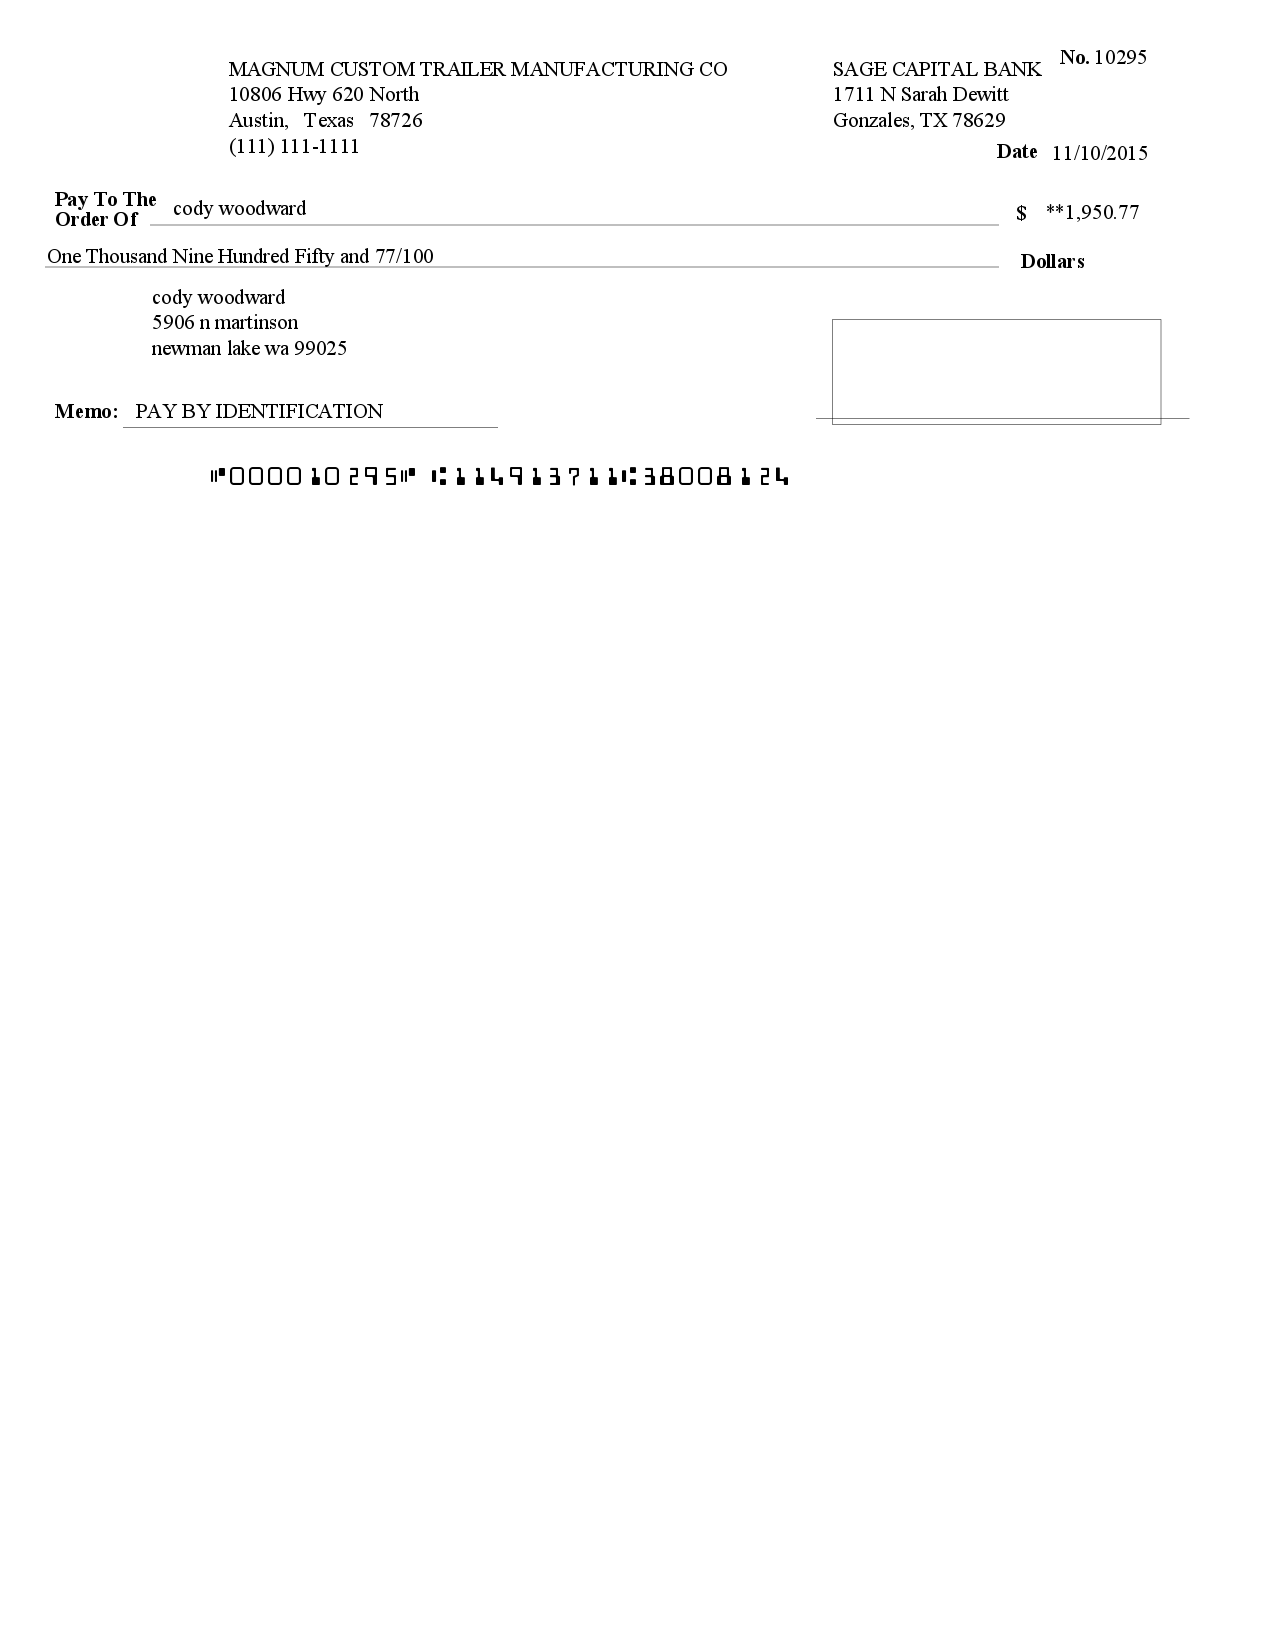 MAGNUM CUSTOM TRAILER MANUFACTURING CO
10806 Hwy 620 North
Austin, Texas 78726
(111) 111-1111
SAGE CAPITAL BANK
1711 N Sarah Dewitt
Gonzales, TX 78629
No. 10295
Date 11/10/2015
Pay To The
Order Of cody woodward $ **1,950.77
One Thousand Nine Hundred Fifty and 77/100 Dollars
cody woodward
5906 n martinson
newman lake wa 99025
Memo: PAY BY IDENTIFICATION
⑈000010295⑈ ⑆114913711⑆38008124